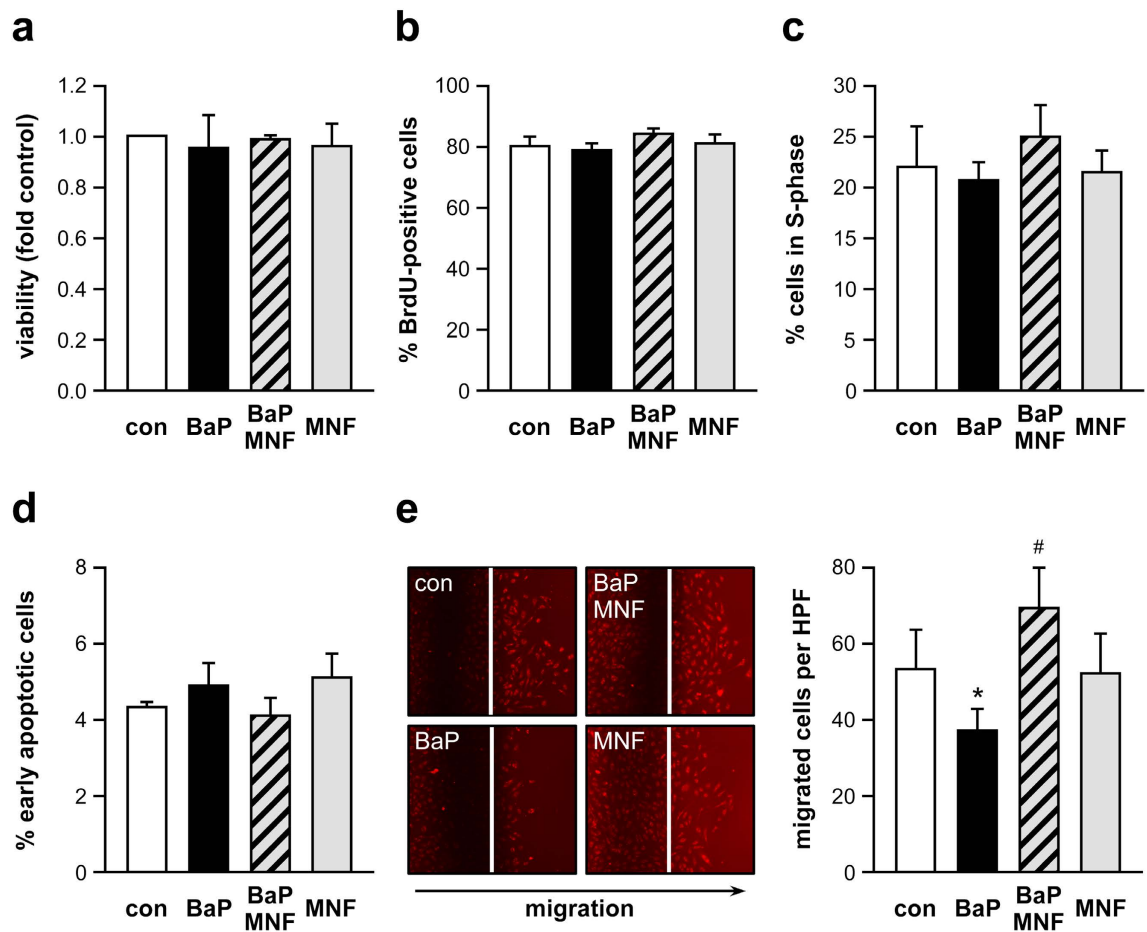 a
viability (fold control)
1.2
1.0
0.8
0.6
0.4
0.2
0.0
con BaP BaP MNF
MNF
b
% BrdU-positive cells
100
80
60
40
20
0
con BaP BaP MNF
MNF
c
% cells in S-phase
30
25
20
15
10
5
0
con BaP BaP MNF
MNF
d
% early apoptotic cells
8
6
4
2
0
con BaP BaP MNF
MNF
e
con
BaP
MNF
BaP
MNF
migration
migrated cells per HPF
80
60
40
20
0
*
#
con BaP BaP MNF
MNF